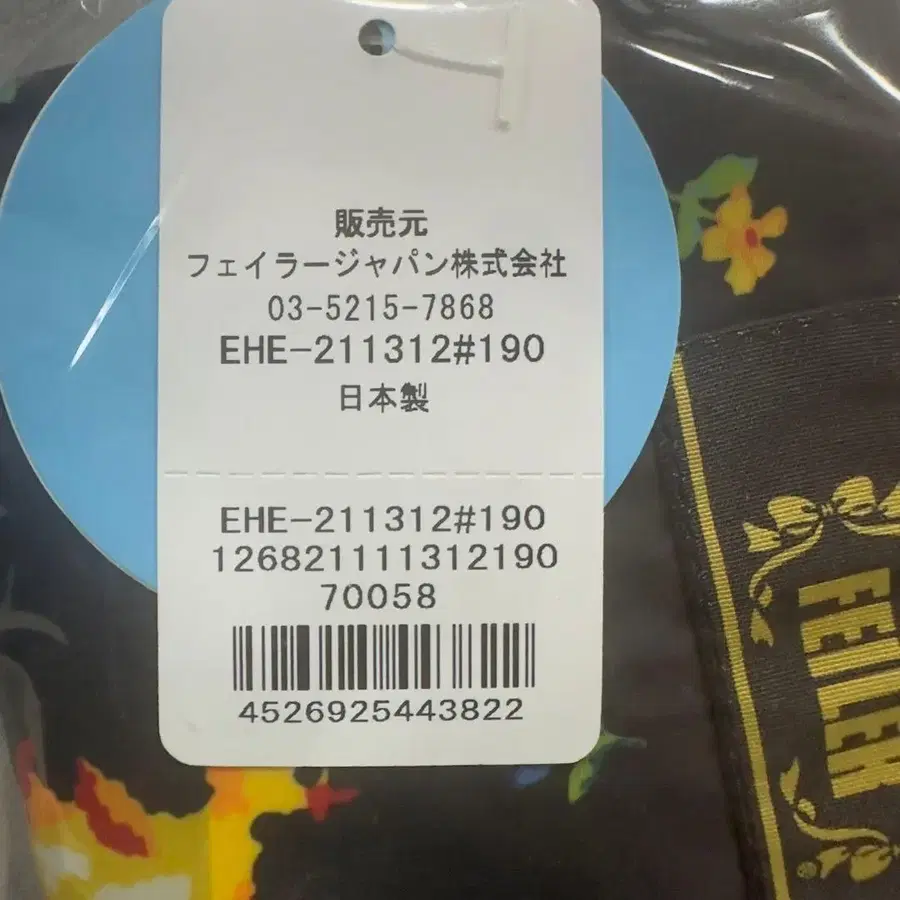 販売元
フェイラージャパン株式会社
03-5215-7868
EHE-211312#190
日本製
EHE-211312#190
126821111312190
70058
4526925443822
FEILER
®